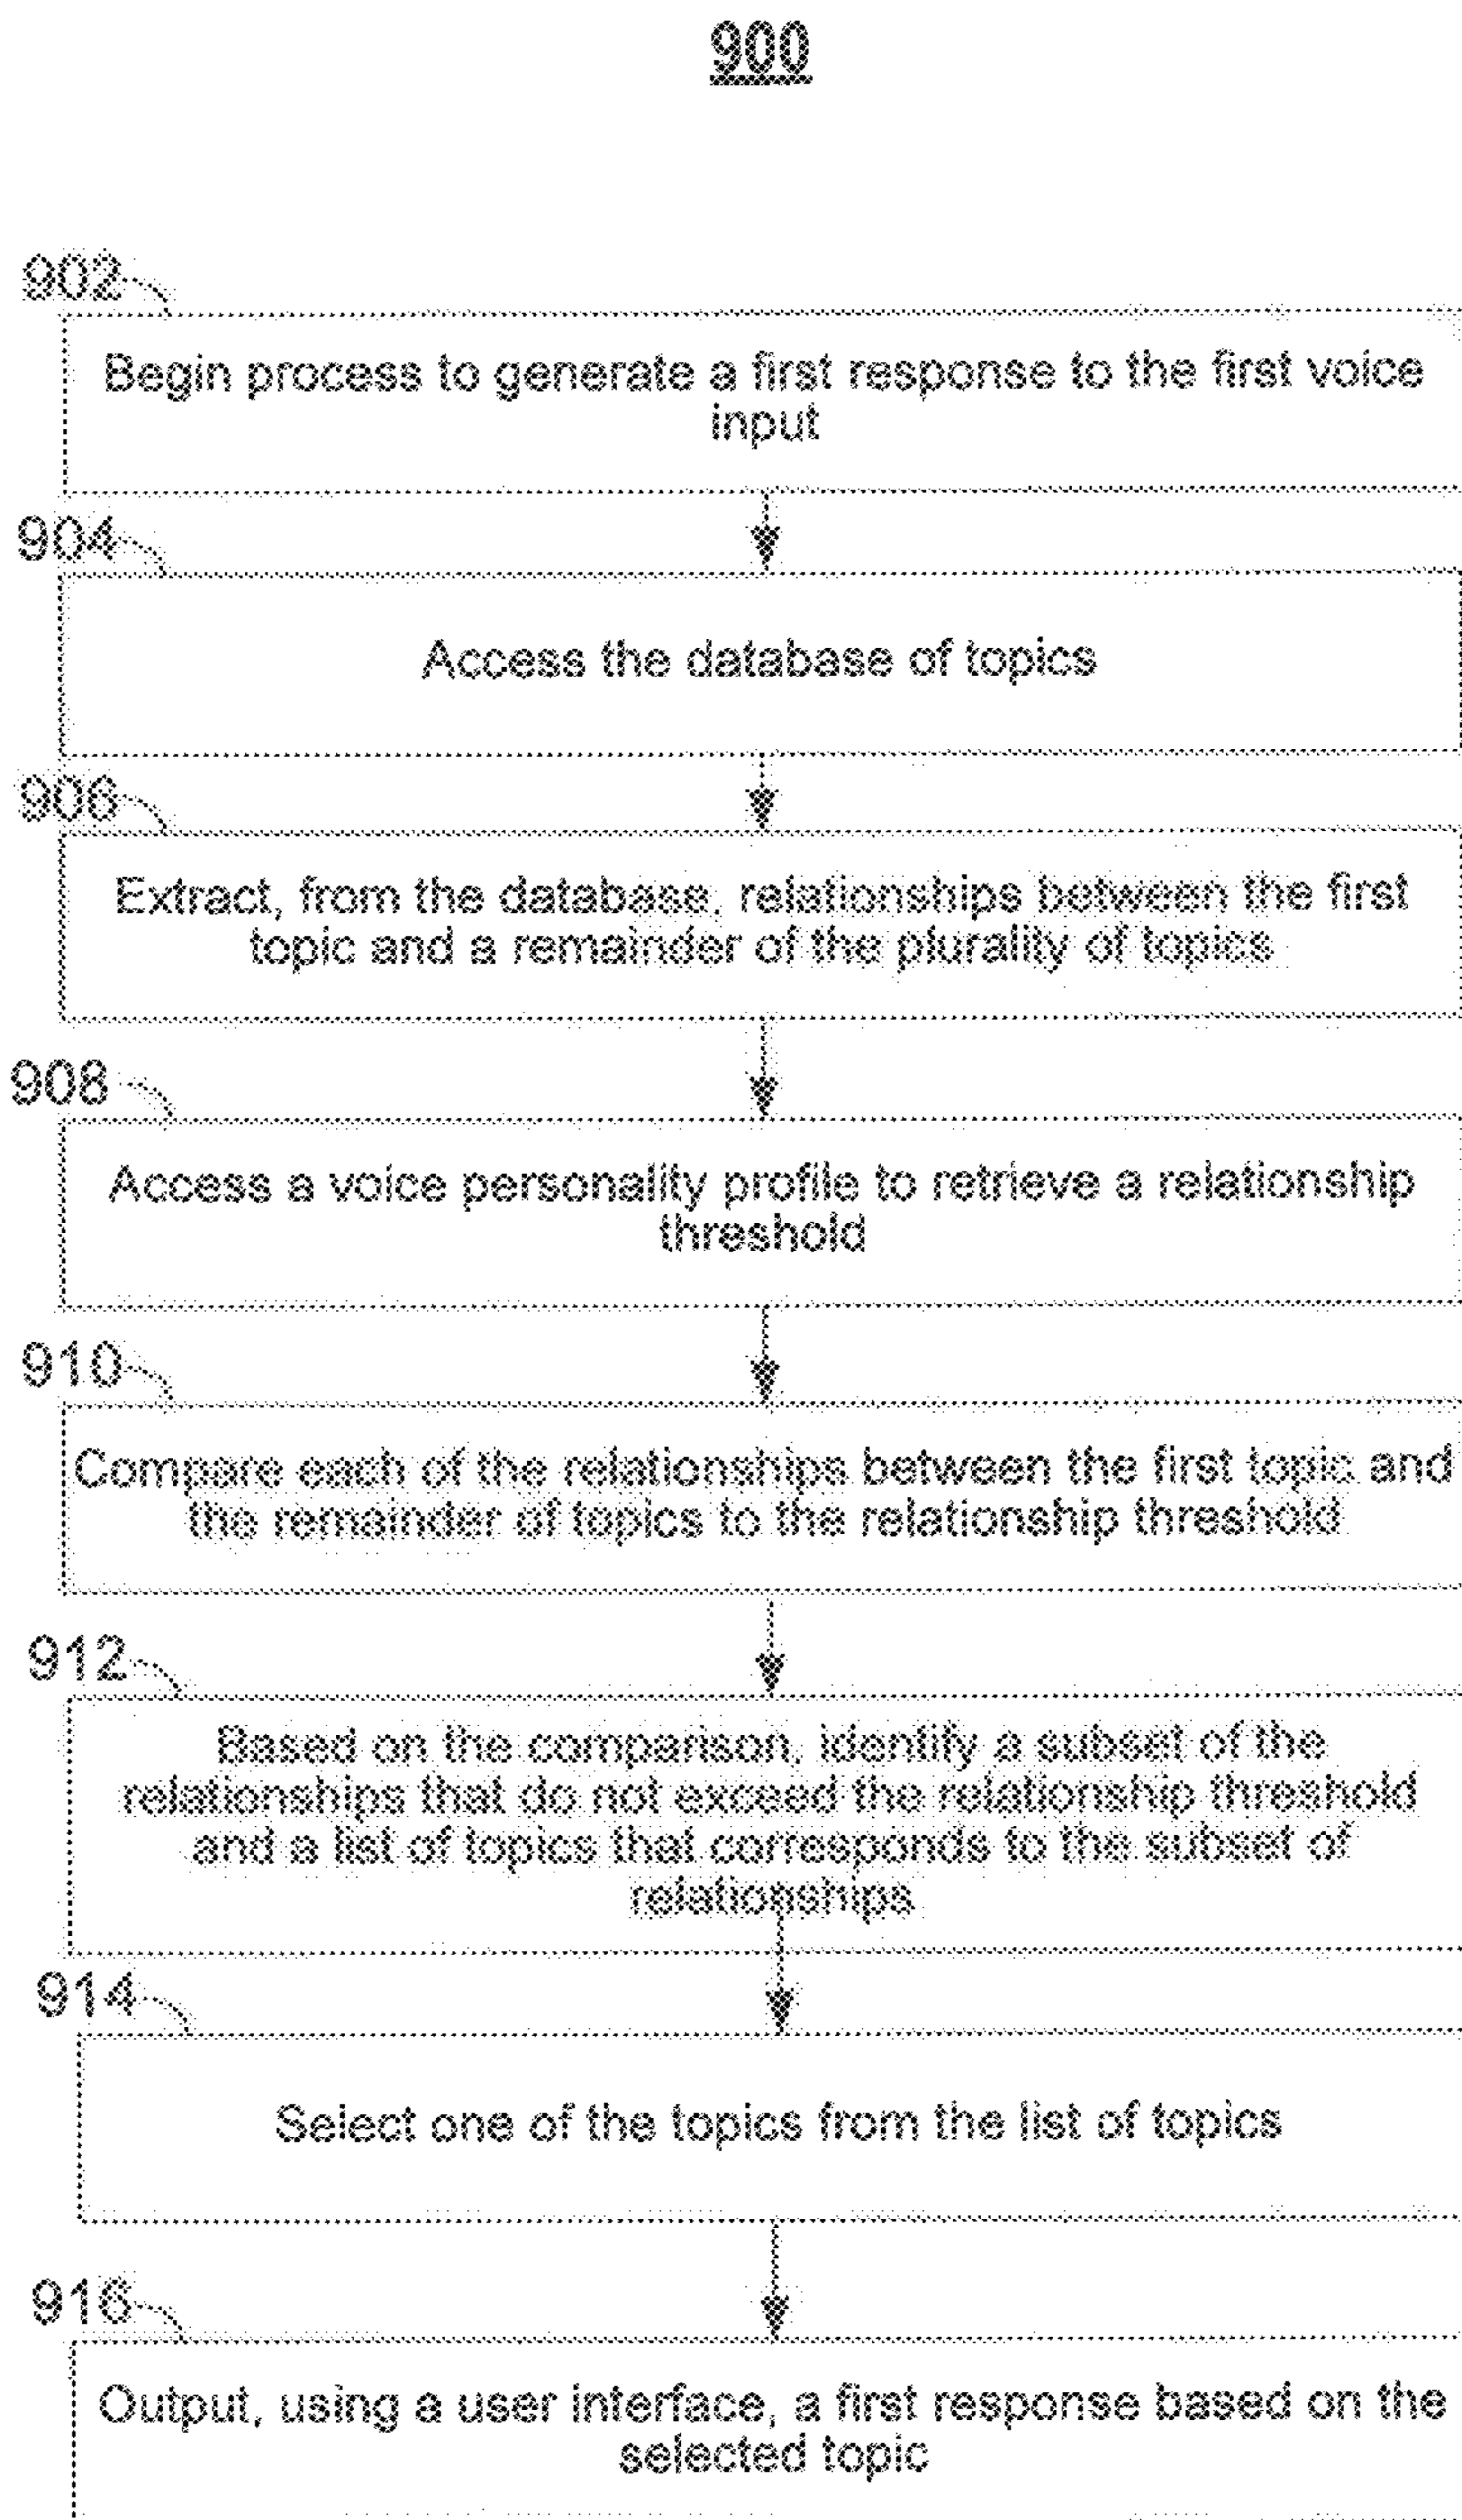 900
902
Begin process to generate a first response to the first voice
input
904
Access the database of topics
906
Extract, from the database, relationships between the first
topic and a remainder of the plurality of topics
908
Access a voice personality profile to retrieve a relationship
threshold
910
Compare each of the relationships between the first topic and
the remainder of topics to the relationship threshold
912
Based on the comparison, identify a subset of the
relationships that do not exceed the relationship threshold
and a list of topics that corresponds to the subset of
relationships
914
Select one of the topics from the list of topics
916
Output, using a user interface, a first response based on the
selected topic